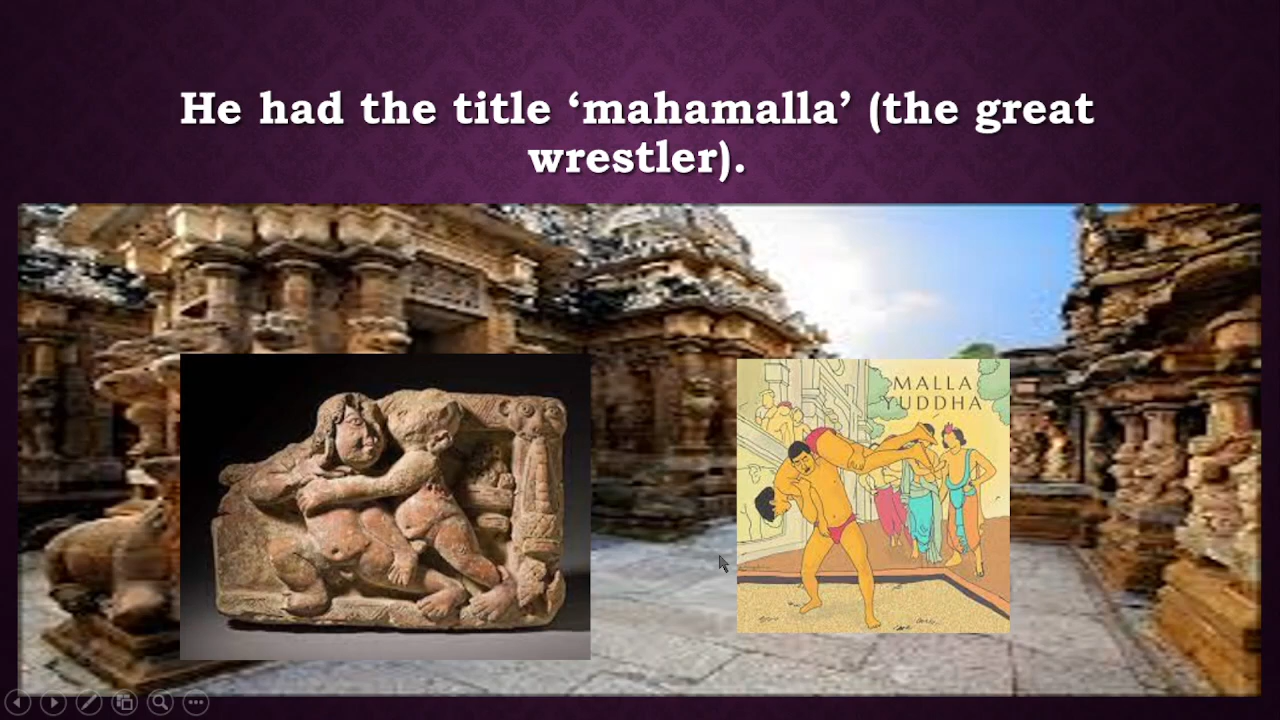 He had the title ‘mahamalla’ (the great
wrestler).
MALLA
YUDDHA